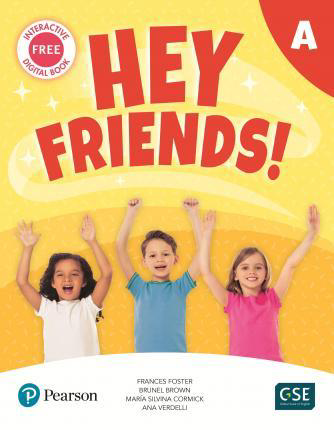 INTERACTIVE
FREE
DIGITAL BOOK
A
HEY
FRIENDS!
FRANCES FOSTER
BRUNEL BROWN
MARÍA SILVINA CORMICK
ANA VERDELLI
Pearson
GSE